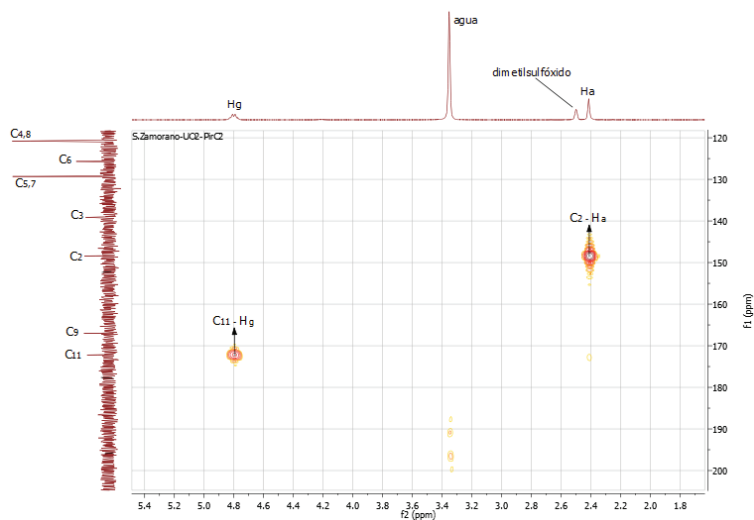 agua
dimetilsulfóxido
Ha
Hg
S.Zamorano-UO2-PirC2
C4,8
C6
C5,7
C3
C2
C9
C11
C2 - Ha
C11 - Hg
120
130
140
150
160
170
180
190
200
f1 (ppm)
5.4 5.2 5.0 4.8 4.6 4.4 4.2 4.0 3.8 3.6 3.4 3.2 3.0 2.8 2.6 2.4 2.2 2.0 1.8
f2 (ppm)